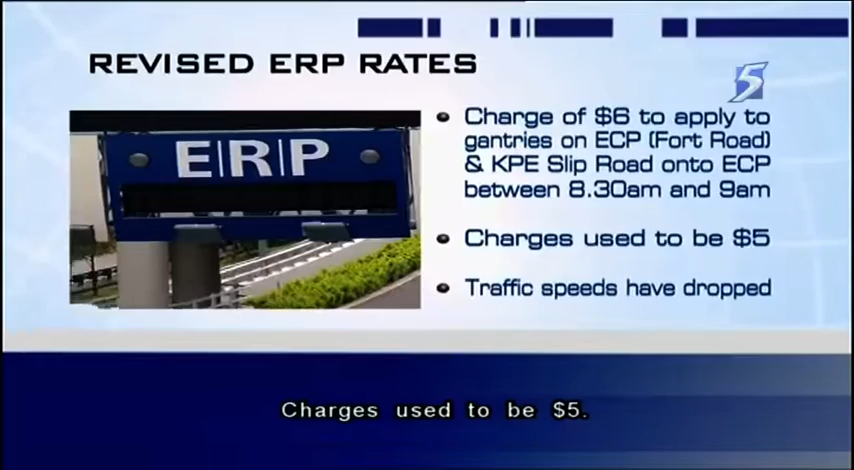 REVISED ERP RATES
5
E|R|P
Charge of $6 to apply to
gantries on ECP (Fort Road)
& KPE Slip Road onto ECP
between 8.30am and 9am
Charges used to be $5
Traffic speeds have dropped
Charges used to be $5.